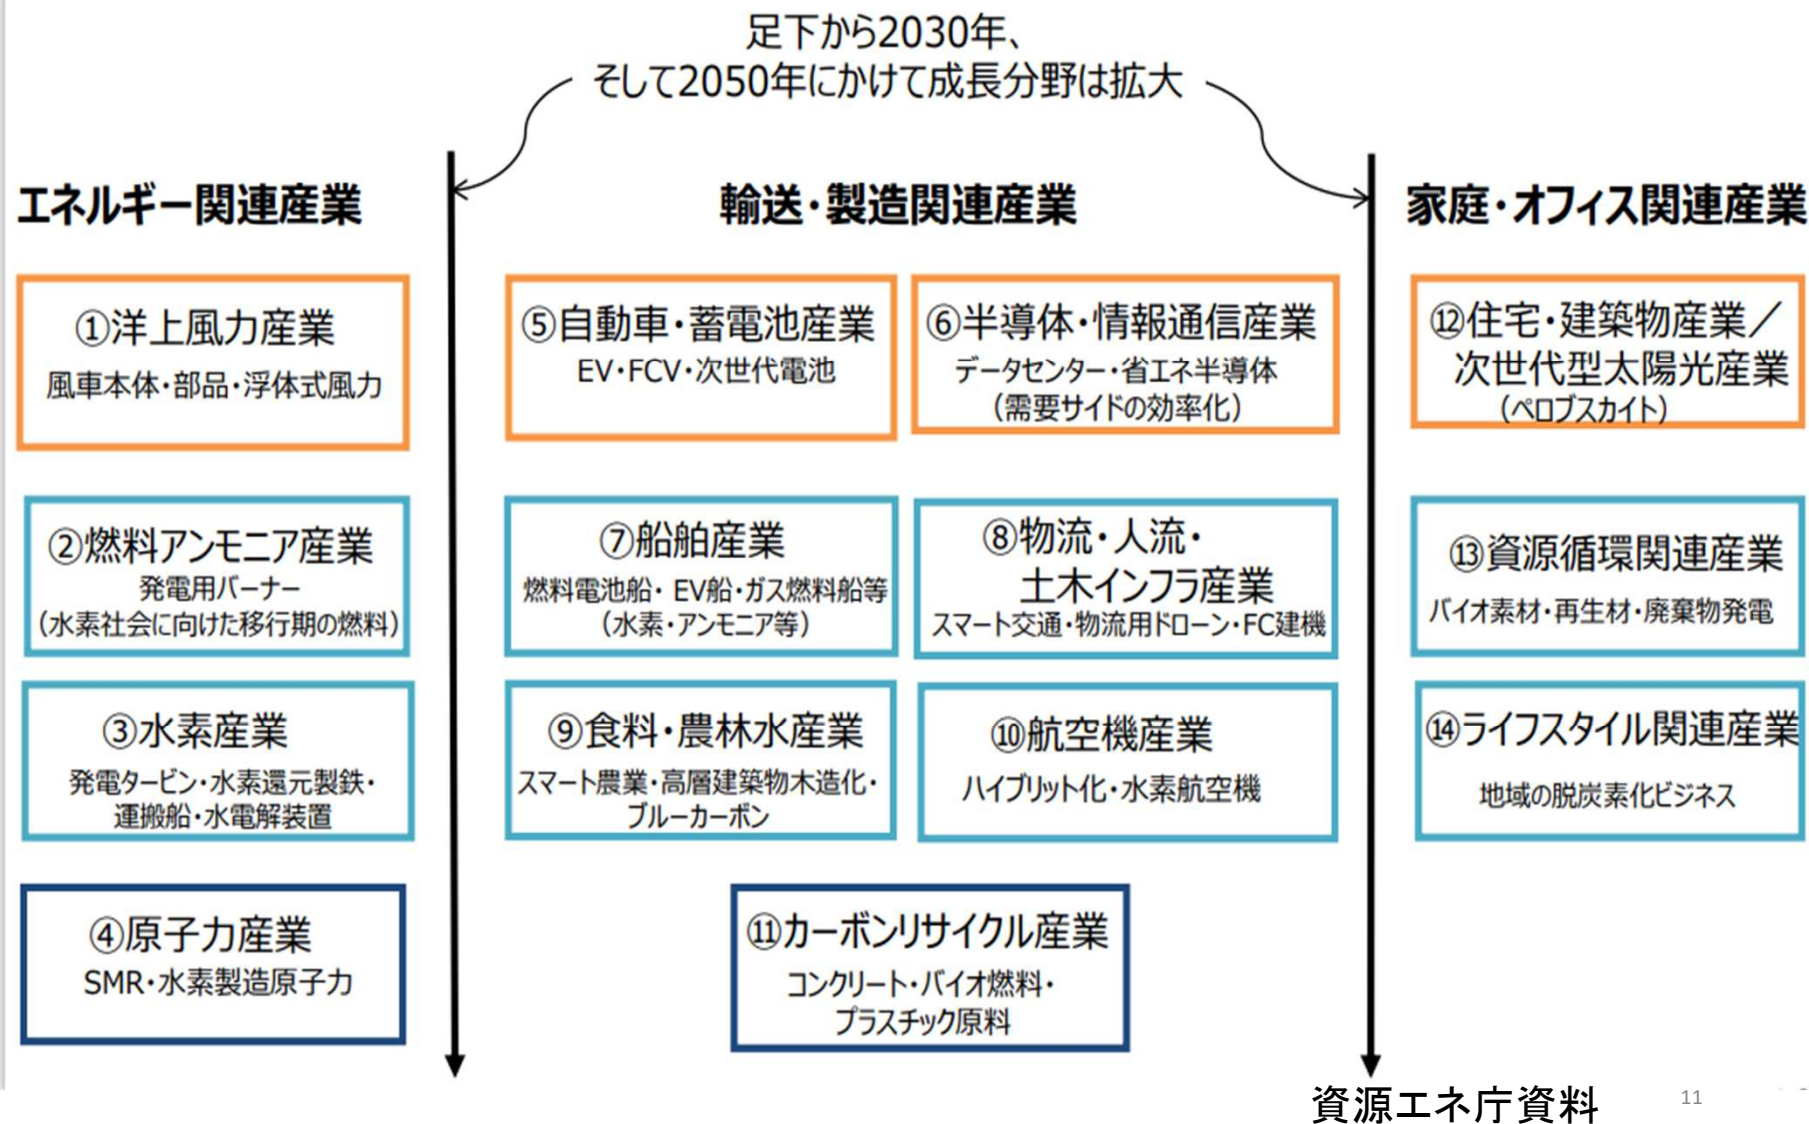 足下から2030年、
そして2050年にかけて成長分野は拡大
エネルギー関連産業
①洋上風力産業
風車本体・部品・浮体式風力
②燃料アンモニア産業
発電用バーナー
（水素社会に向けた移行期の燃料）
③水素産業
発電タービン・水素還元製鉄・
運搬船・水電解装置
④原子力産業
SMR・水素製造原子力
輸送・製造関連産業
⑤自動車・蓄電池産業
EV・FCV・次世代電池
⑥半導体・情報通信産業
データセンター・省エネ半導体
（需要サイドの効率化）
⑦船舶産業
燃料電池船・EV船・ガス燃料船等
（水素・アンモニア等）
⑧物流・人流・
土木インフラ産業
スマート交通・物流用ドローン・FC建機
⑨食料・農林水産業
スマート農業・高層建築物木造化・
ブルーカーボン
⑩航空機産業
ハイブリット化・水素航空機
⑪カーボンリサイクル産業
コンクリート・バイオ燃料・
プラスチック原料
家庭・オフィス関連産業
⑫住宅・建築物産業／
次世代型太陽光産業
（ペロブスカイト）
⑬資源循環関連産業
バイオ素材・再生材・廃棄物発電
⑭ライフスタイル関連産業
地域の脱炭素化ビジネス
資源エネ庁資料
11